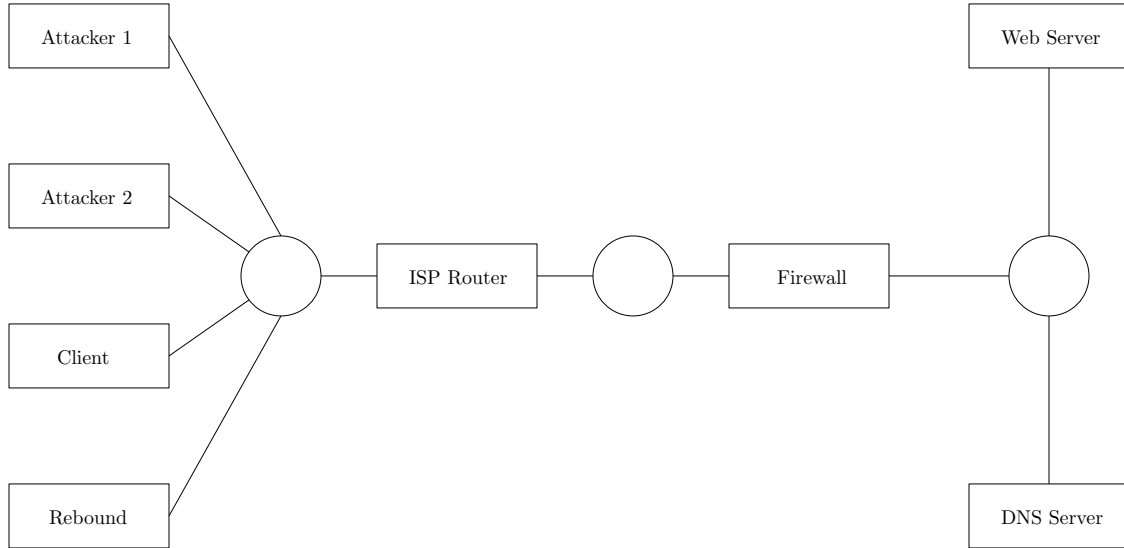 Attacker 1
Web Server
Attacker 2
ISP Router
Firewall
Client
Rebound
DNS Server